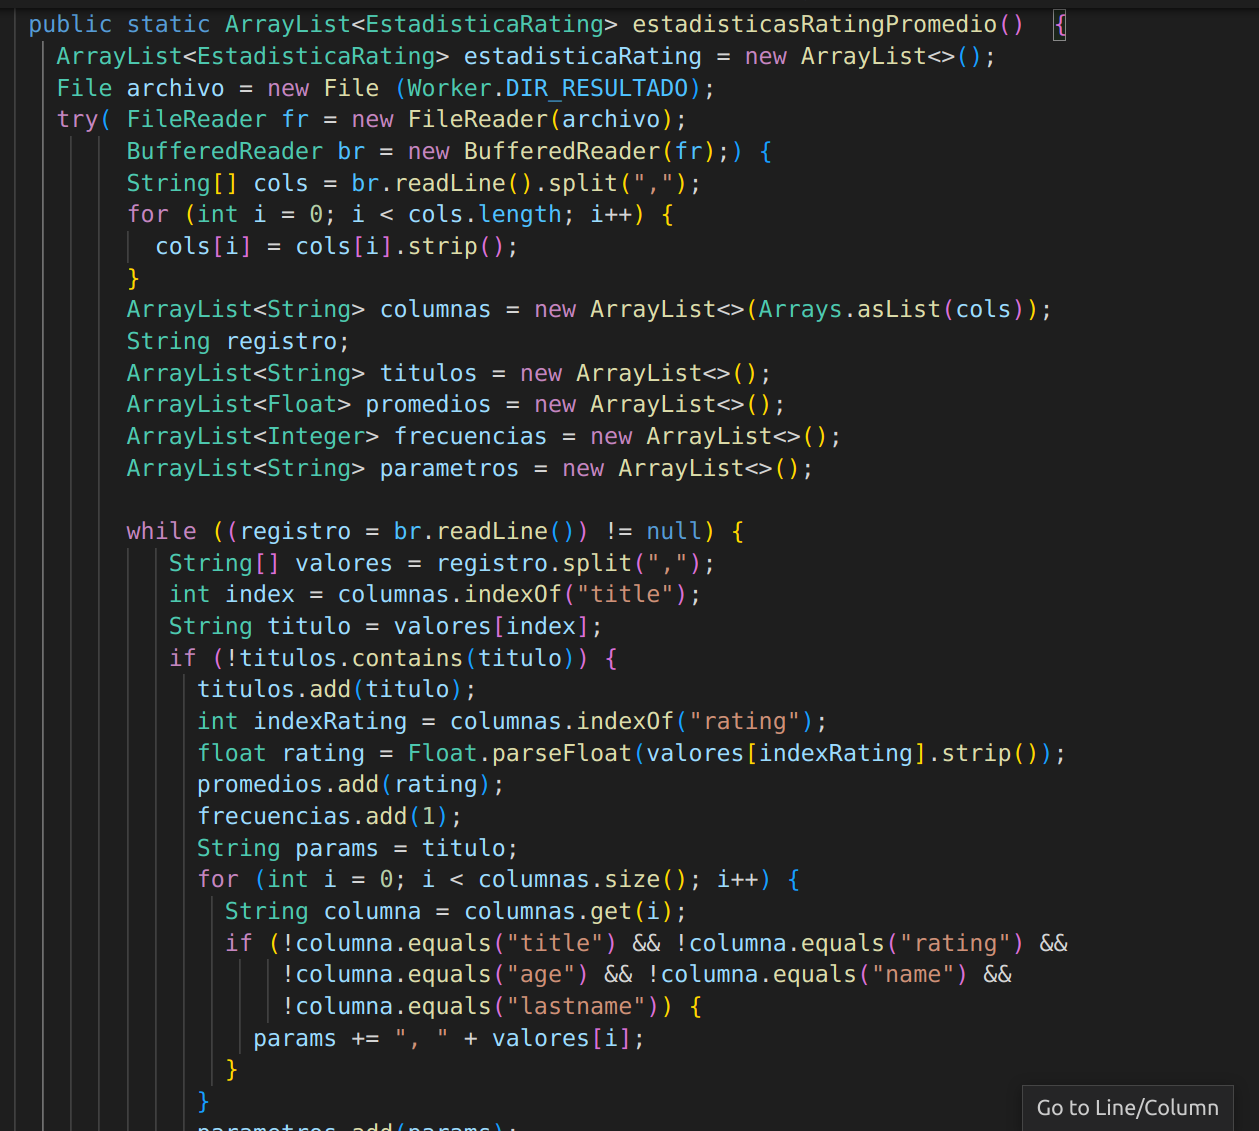 public static ArrayList<EstadisticaRating> estadisticasRatingPromedio()  {
ArrayList<EstadisticaRating> estadisticaRating = new ArrayList<>();
File archivo = new File (Worker.DIR_RESULTADO);
try( FileReader fr = new FileReader(archivo);
BufferedReader br = new BufferedReader(fr);) {
String[] cols = br.readLine().split(",");
for (int i = 0; i < cols.length; i++) {
cols[i] = cols[i].strip();
}
ArrayList<String> columnas = new ArrayList<>(Arrays.asList(cols));
String registro;
ArrayList<String> titulos = new ArrayList<>();
ArrayList<Float> promedios = new ArrayList<>();
ArrayList<Integer> frecuencias = new ArrayList<>();
ArrayList<String> parametros = new ArrayList<>();
while ((registro = br.readLine()) != null) {
String[] valores = registro.split(",");
int index = columnas.indexOf("title");
String titulo = valores[index];
if (!titulos.contains(titulo)) {
titulos.add(titulo);
int indexRating = columnas.indexOf("rating");
float rating = Float.parseFloat(valores[indexRating].strip());
promedios.add(rating);
frecuencias.add(1);
String params = titulo;
for (int i = 0; i < columnas.size(); i++) {
String columna = columnas.get(i);
if (!columna.equals("title") && !columna.equals("rating") &&
!columna.equals("age") && !columna.equals("name") &&
!columna.equals("lastname")) {
params += ", " + valores[i];
}
}
parametros.add(params);
Go to Line/Column